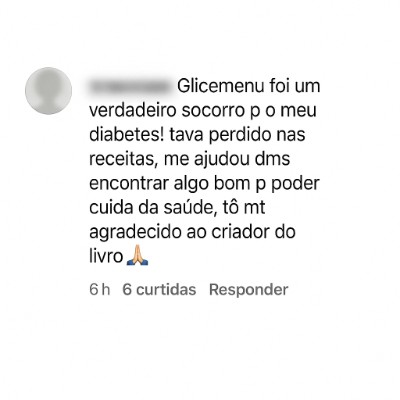 Glicemenu foi um
verdadeiro socorro p o meu
diabetes! tava perdido nas
receitas, me ajudou dms
encontrar algo bom p poder
cuida da saúde, tô mt
agradecido ao criador do
livro 🙏
6 h 6 curtidas Responder